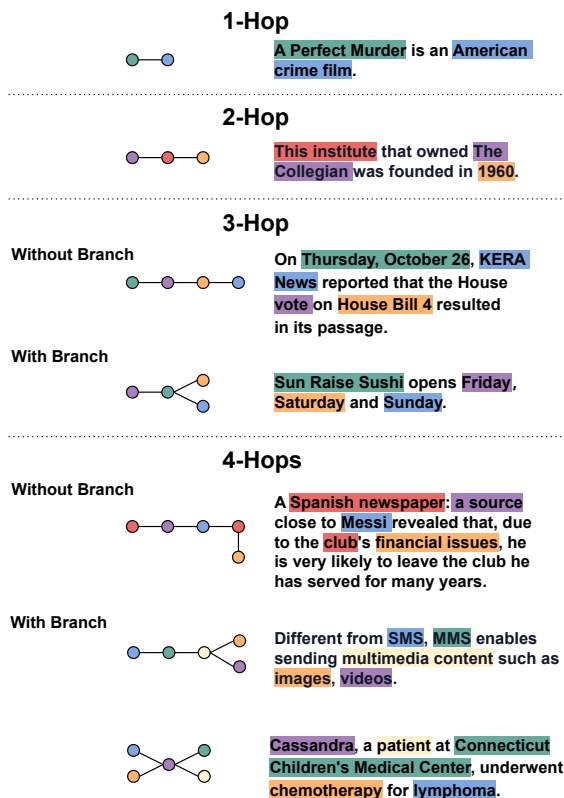 1-Hop
A Perfect Murder is an American
crime film.
2-Hop
This institute that owned The
Collegian was founded in 1960.
3-Hop
Without Branch
On Thursday, October 26, KERA
News reported that the House
vote on House Bill 4 resulted
in its passage.
With Branch
Sun Raise Sushi opens Friday,
Saturday and Sunday.
4-Hops
Without Branch
A Spanish newspaper: a source
close to Messi revealed that, due
to the club's financial issues, he
is very likely to leave the club he
has served for many years.
With Branch
Different from SMS, MMS enables
sending multimedia content such as
images, videos.
Cassandra, a patient at Connecticut
Children's Medical Center, underwent
chemotherapy for lymphoma.